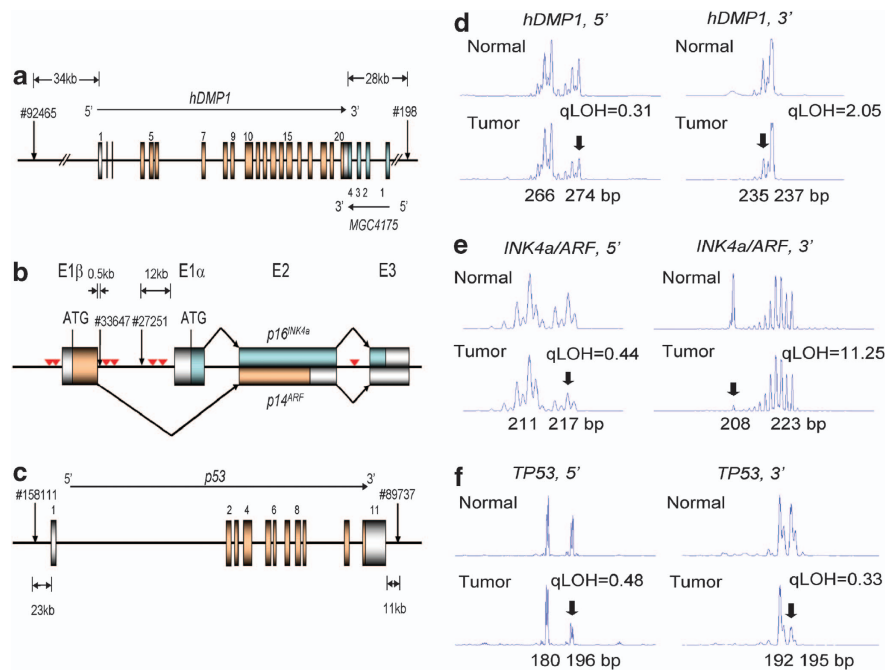 a
34kb
28kb
hDMP1
5' 3'
#92465
#198
1 5 7 9 10 15 20
4 3 2 1
3' 5'
MGC4175
b
E1β E1α E2 E3
0.5kb 12kb
ATG #33647 #27251 ATG
p16INK4a
p14ARF
c
5' p53 3'
#158111 #89737
1 2 4 6 8 11
23kb 11kb
d
hDMP1, 5' hDMP1, 3'
Normal Normal
qLOH=0.31 qLOH=2.05
Tumor Tumor
266 274 bp 235 237 bp
e
INK4a/ARF, 5' INK4a/ARF, 3'
Normal Normal
Tumor qLOH=0.44 Tumor qLOH=11.25
211 217 bp 208 223 bp
f
TP53, 5' TP53, 3'
Normal Normal
Tumor qLOH=0.48 Tumor qLOH=0.33
180 196 bp 192 195 bp